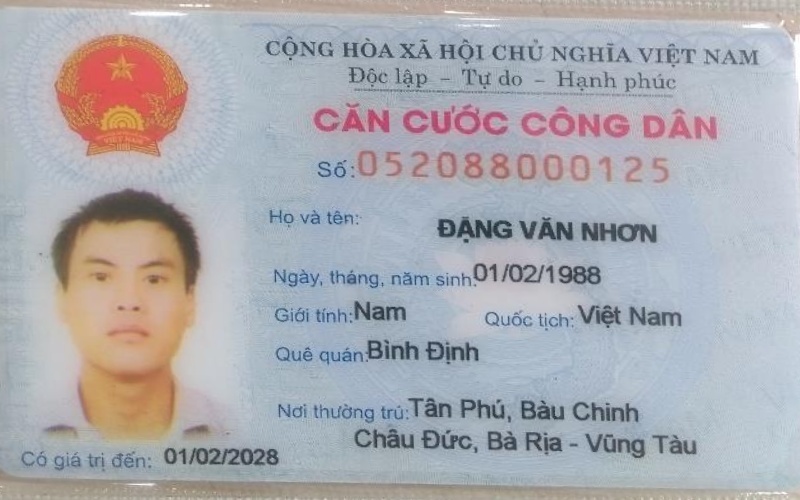 CỘNG HÒA XÃ HỘI CHỦ NGHĨA VIỆT NAM
Độc lập – Tự do – Hạnh phúc
CĂN CƯỚC CÔNG DÂN
Số: 052088000125
Họ và tên: ĐẶNG VĂN NHƠN
Ngày, tháng, năm sinh: 01/02/1988
Giới tính: Nam Quốc tịch: Việt Nam
Quê quán: Bình Định
Nơi thường trú: Tân Phú, Bàu Chinh
Châu Đức, Bà Rịa - Vũng Tàu
Có giá trị đến: 01/02/2028
VIỆT NAM